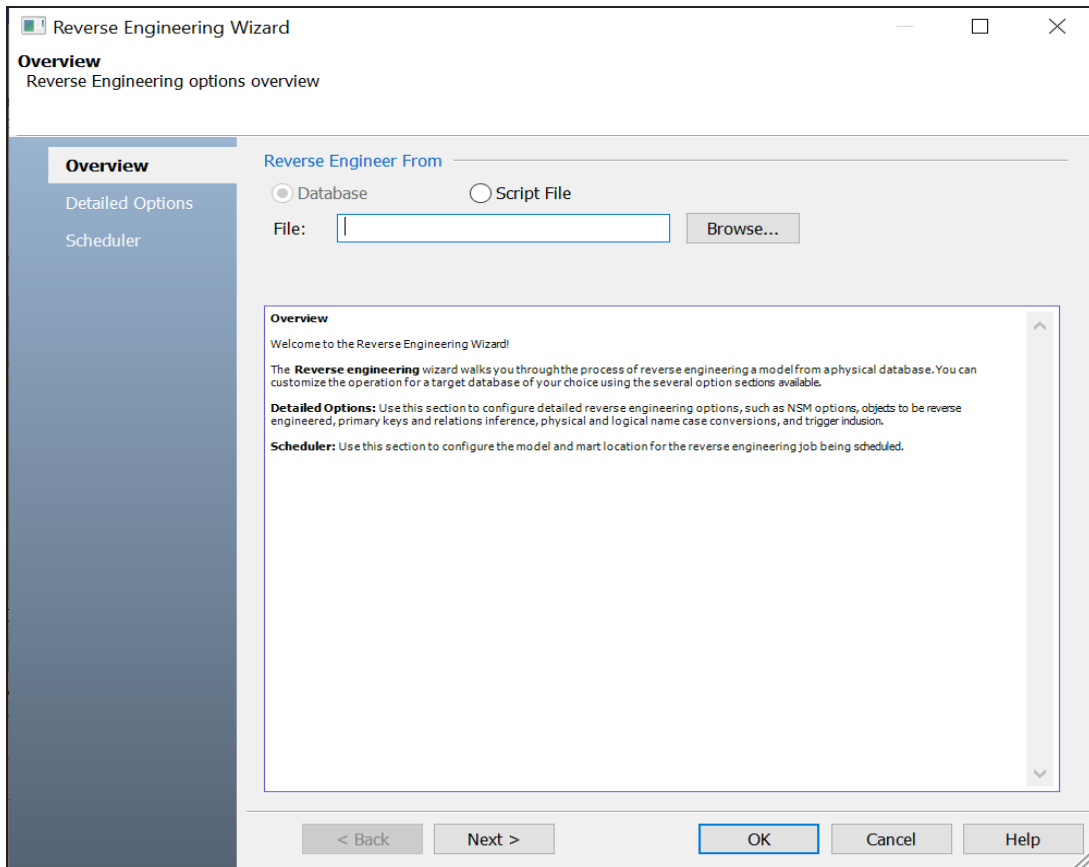 Reverse Engineering Wizard
Overview
Reverse Engineering options overview
Overview
Detailed Options
Scheduler
Reverse Engineer From
Database
Script File
File:
Browse...
Overview
Welcome to the Reverse Engineering Wizard!
The Reverse engineering wizard walks you through the process of reverse engineering a model from a physical database. You can
customize the operation for a target database of your choice using the several option sections available.
Detailed Options: Use this section to configure detailed reverse engineering options, such as NSM options, objects to be reverse
engineered, primary keys and relations inference, physical and logical name case conversions, and trigger inclusion.
Scheduler: Use this section to configure the model and mart location for the reverse engineering job being scheduled.
< Back
Next >
OK
Cancel
Help